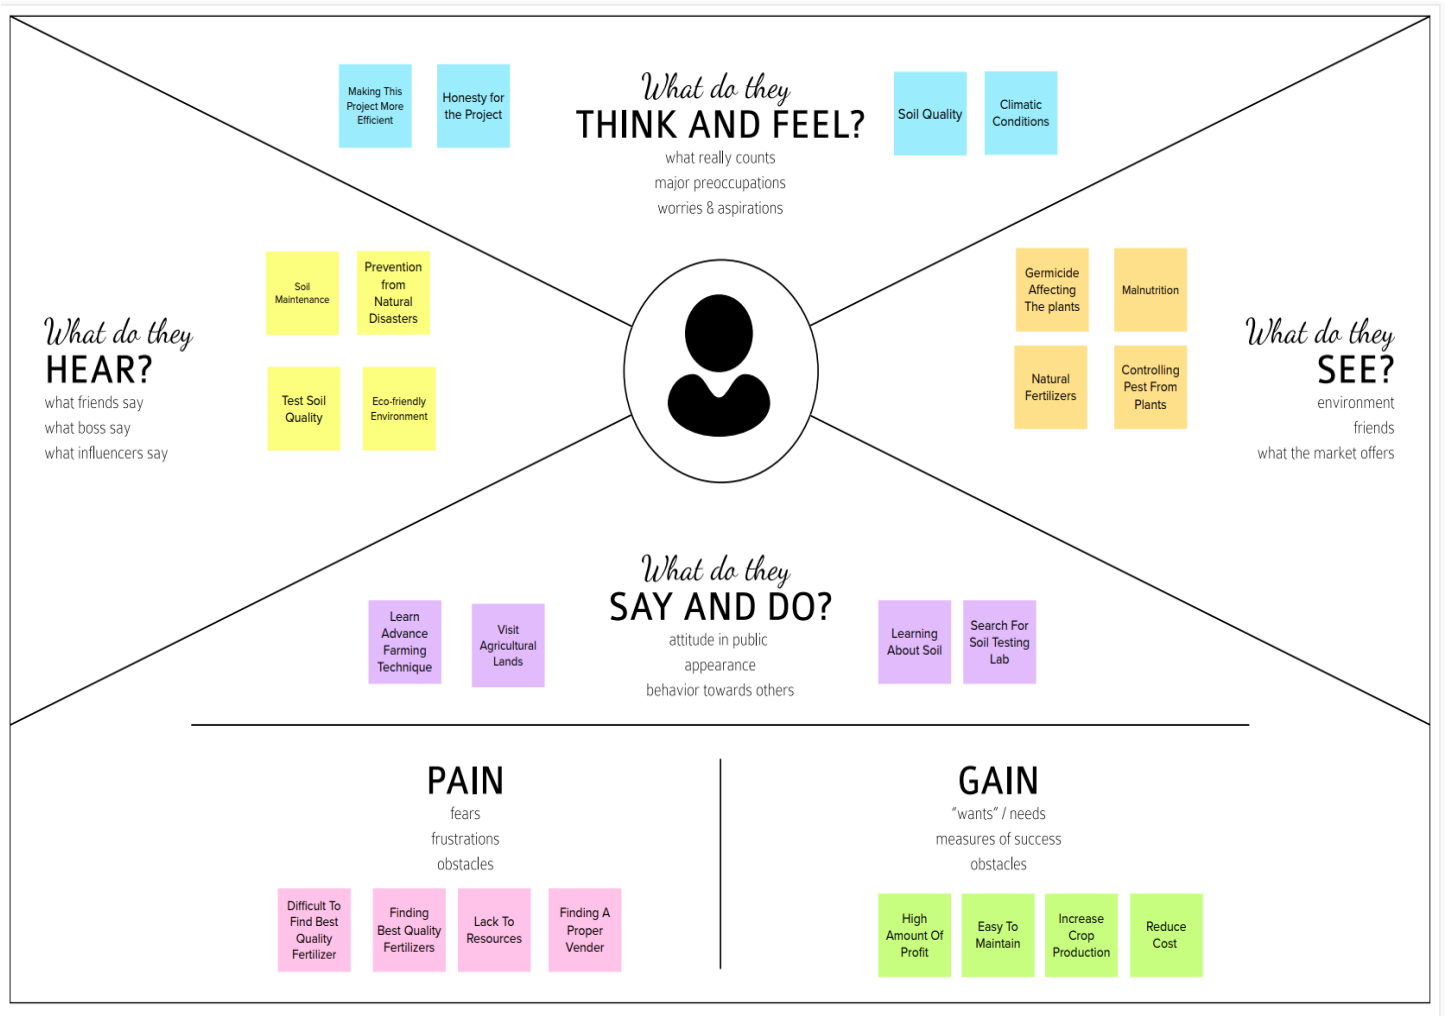 Making This
Project More
Efficient
Honesty for
the Project
What do they
THINK AND FEEL?
what really counts
major preoccupations
worries & aspirations
Soil Quality
Climatic
Conditions
What do they
HEAR?
what friends say
what boss say
what influencers say
Soil
Maintenance
Prevention
from
Natural
Disasters
Test Soil
Quality
Eco-friendly
Environment
Germicide
Affecting
The plants
Malnutrition
Natural
Fertilizers
Controlling
Pest From
Plants
What do they
SEE?
environment
friends
what the market offers
What do they
SAY AND DO?
attitude in public
appearance
behavior towards others
Learn
Advance
Farming
Technique
Visit
Agricultural
Lands
Learning
About Soil
Search For
Soil Testing
Lab
PAIN
fears
frustrations
obstacles
Difficult To
Find Best
Quality
Fertilizer
Finding
Best Quality
Fertilizers
Lack To
Resources
Finding A
Proper
Vender
GAIN
"wants" / needs
measures of success
obstacles
High
Amount Of
Profit
Easy To
Maintain
Increase
Crop
Production
Reduce
Cost